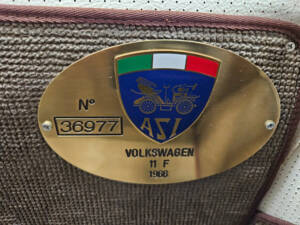 N°
36977
ASI
VOLKSWAGEN
11 F
1968